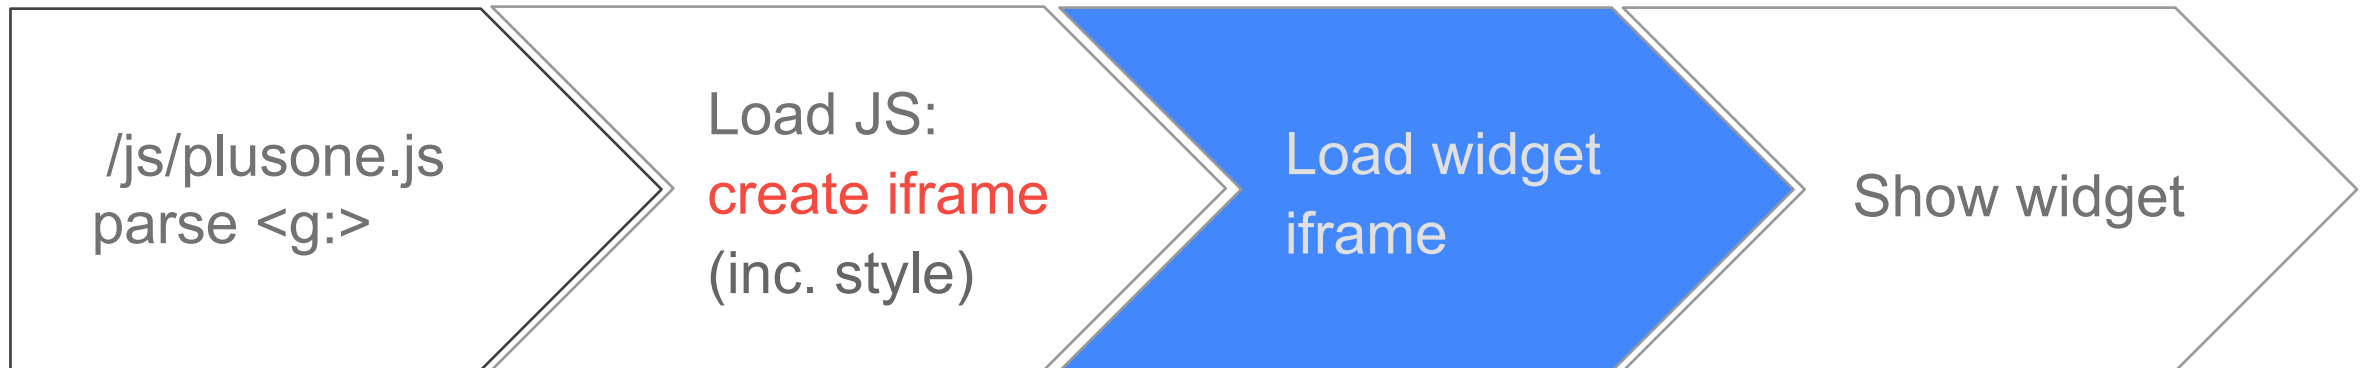 /js/plusone.js
parse <g:>
Load JS:
create iframe
(inc. style)
Load widget
iframe
Show widget